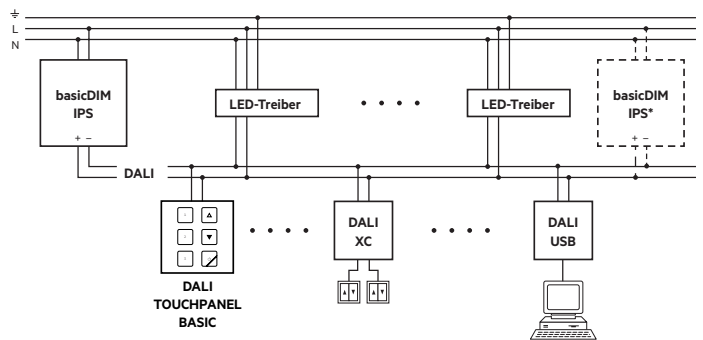 L
N
basicDIM
IPS
+ –
LED-Treiber
LED-Treiber
basicDIM
IPS*
+ –
DALI
DALI
TOUCHPANEL
BASIC
DALI
XC
DALI
USB